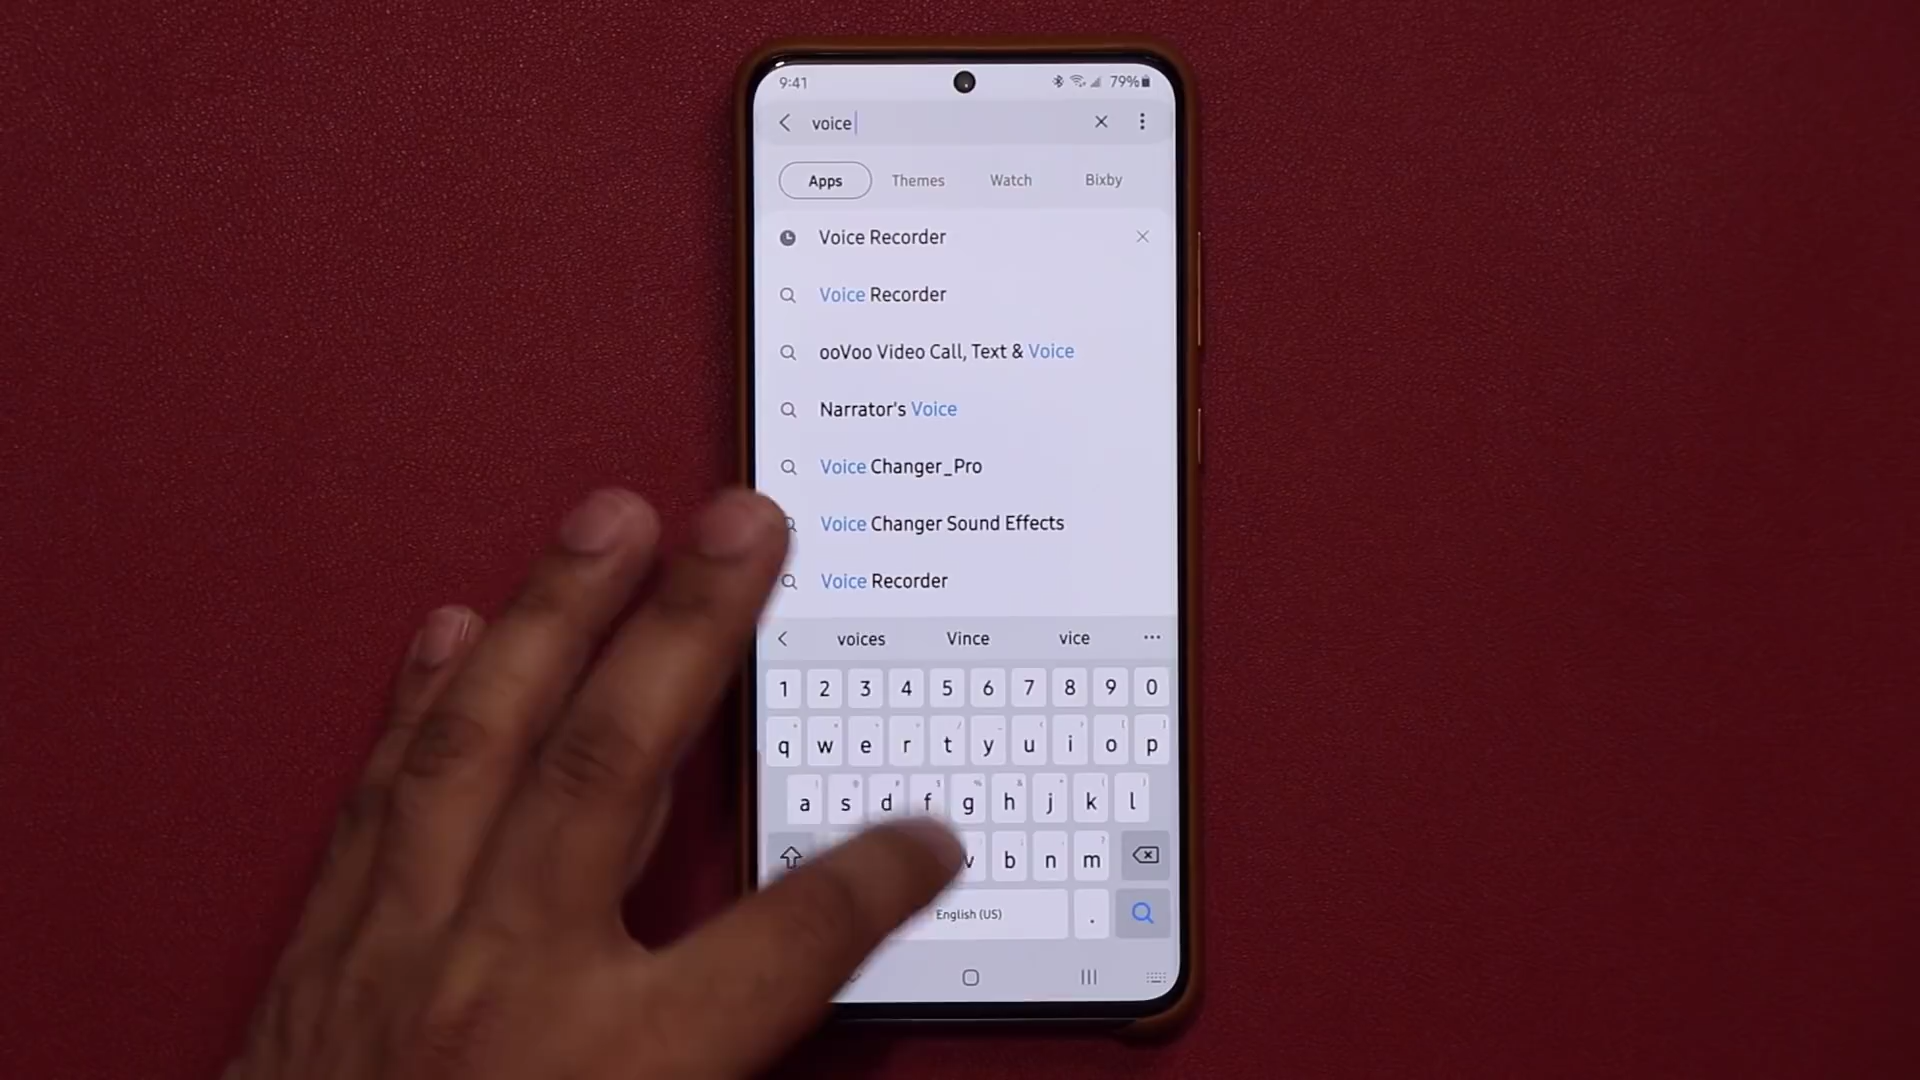 9:41 79%
voice
Apps Themes Watch Bixby
Voice Recorder
Voice Recorder
ooVoo Video Call, Text & Voice
Narrator's Voice
Voice Changer_Pro
Voice Changer Sound Effects
Voice Recorder
voices Vince vice
1 2 3 4 5 6 7 8 9 0
q w e r t y u i o p
a s d f g h j k l
v b n m
English (US) .